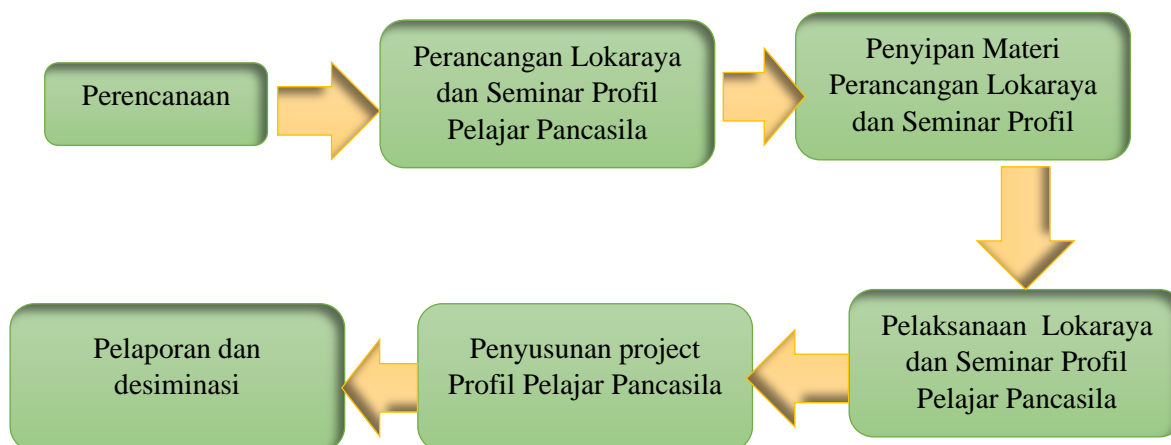 Perencanaan
Perancangan Lokaraya
dan Seminar Profil
Pelajar Pancasila
Penyipan Materi
Perancangan Lokaraya
dan Seminar Profil
Pelaksanaan Lokaraya
dan Seminar Profil
Pelajar Pancasila
Penyusunan project
Profil Pelajar Pancasila
Pelaporan dan
desiminasi